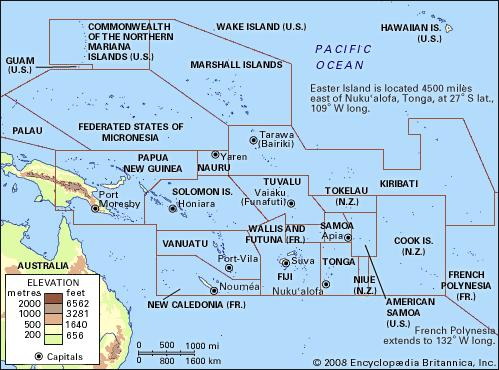 COMMONWEALTH
OF THE NORTHERN
MARIANA
ISLANDS (U.S.)
WAKE ISLAND (U.S.)
HAWAIIAN IS.
(U.S.)
PACIFIC
OCEAN
GUAM
(U.S.)
MARSHALL ISLANDS
Easter Island is located 4500 miles
east of Nukuʻalofa, Tonga, at 27° S lat.,
109° W long.
PALAU
FEDERATED STATES OF
MICRONESIA
Tarawa
(Bairiki)
PAPUA
NEW GUINEA
Yaren
NAURU
KIRIBATI
Port
Moresby
SOLOMON IS.
Honiara
TUVALU
Vaiaku
(Funafuti)
TOKELAU
(N.Z.)
WALLIS AND
FUTUNA (FR.)
SAMOA
Apia
COOK IS.
(N.Z.)
VANUATU
Port-Vila
Suva
FIJI
TONGA
Nukuʻalofa
NIUE
(N.Z.)
FRENCH
POLYNESIA
(FR.)
AUSTRALIA
NEW CALEDONIA (FR.)
Nouméa
AMERICAN
SAMOA
(U.S.)
French Polynesia
extends to 132° W long.
ELEVATION
metres feet
2000 6562
1000 3281
500 1640
200 656
Capitals
0 500 1000 mi
0 800 1600 km
© 2008 Encyclopædia Britannica, Inc.